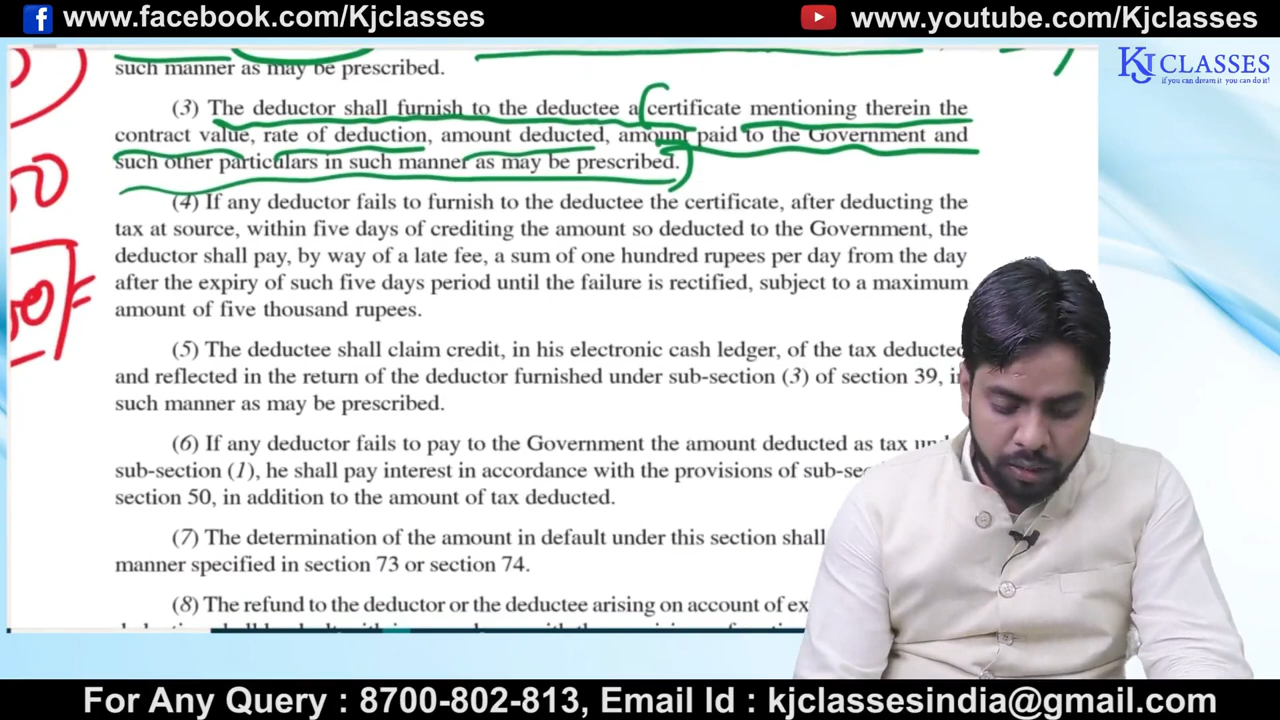 www.facebook.com/Kjclasses
www.youtube.com/Kjclasses
KJ CLASSES
if you can dream it you can do it!
such manner as may be prescribed.
(3) The deductor shall furnish to the deductee a certificate mentioning therein the
contract value, rate of deduction, amount deducted, amount paid to the Government and
such other particulars in such manner as may be prescribed.
(4) If any deductor fails to furnish to the deductee the certificate, after deducting the
tax at source, within five days of crediting the amount so deducted to the Government, the
deductor shall pay, by way of a late fee, a sum of one hundred rupees per day from the day
after the expiry of such five days period until the failure is rectified, subject to a maximum
amount of five thousand rupees.
(5) The deductee shall claim credit, in his electronic cash ledger, of the tax deducted
and reflected in the return of the deductor furnished under sub-section (3) of section 39, in
such manner as may be prescribed.
(6) If any deductor fails to pay to the Government the amount deducted as tax
sub-section (1), he shall pay interest in accordance with the provisions of
section 50, in addition to the amount of tax deducted.
(7) The determination of the amount in default under this section shall
manner specified in section 73 or section 74.
(8) The refund to the deductor or the deductee arising on account of
For Any Query : 8700-802-813, Email Id : kjclassesindia@gmail.com